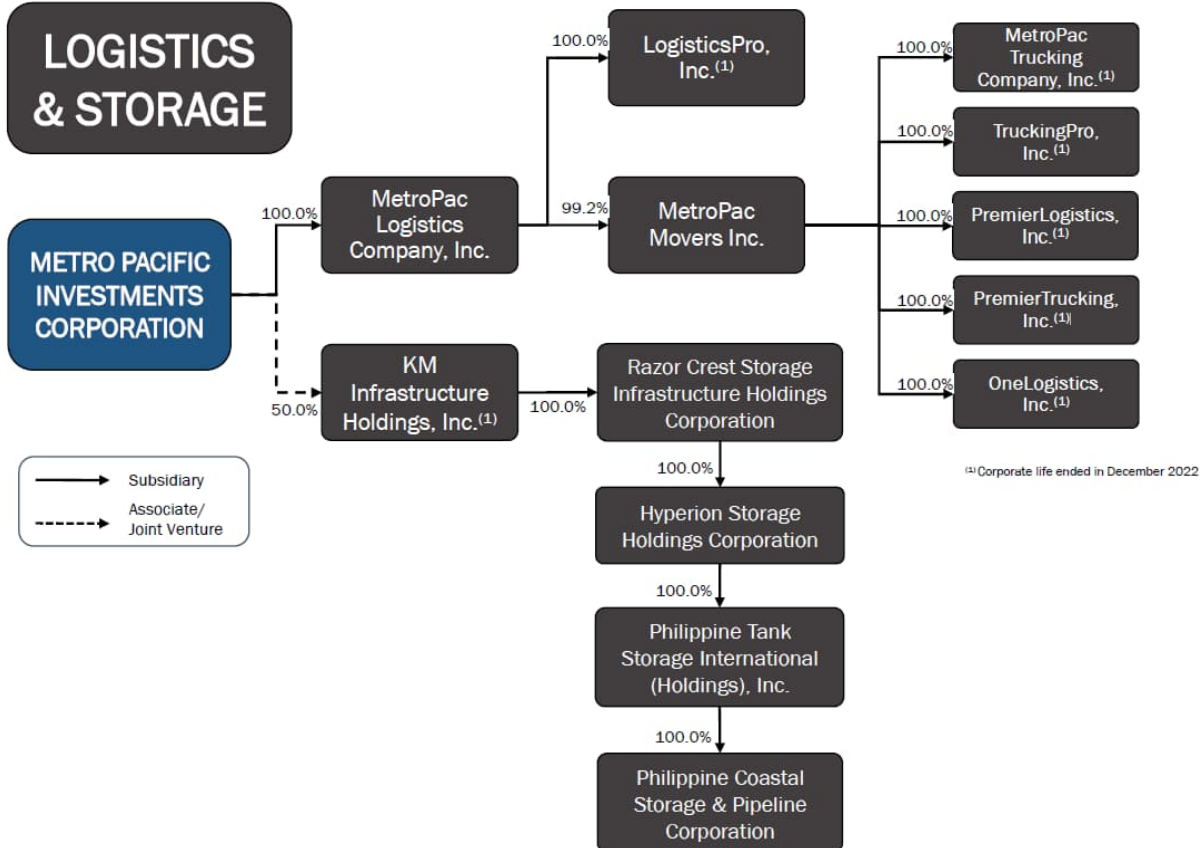 LOGISTICS
& STORAGE
METRO PACIFIC
INVESTMENTS
CORPORATION
100.0%
50.0%
MetroPac
Logistics
Company, Inc.
100.0%
LogisticsPro,
Inc.(1)
99.2%
MetroPac
Movers Inc.
100.0%
MetroPac
Trucking
Company, Inc.(1)
100.0%
TruckingPro,
Inc.(1)
100.0%
PremierLogistics,
Inc.(1)
100.0%
PremierTrucking,
Inc.(1)
100.0%
OneLogistics,
Inc.(1)
KM
Infrastructure
Holdings, Inc.(1)
100.0%
Razor Crest Storage
Infrastructure Holdings
Corporation
100.0%
Hyperion Storage
Holdings Corporation
100.0%
Philippine Tank
Storage International
(Holdings), Inc.
100.0%
Philippine Coastal
Storage & Pipeline
Corporation
Subsidiary
Associate/
Joint Venture
(1) Corporate life ended in December 2022